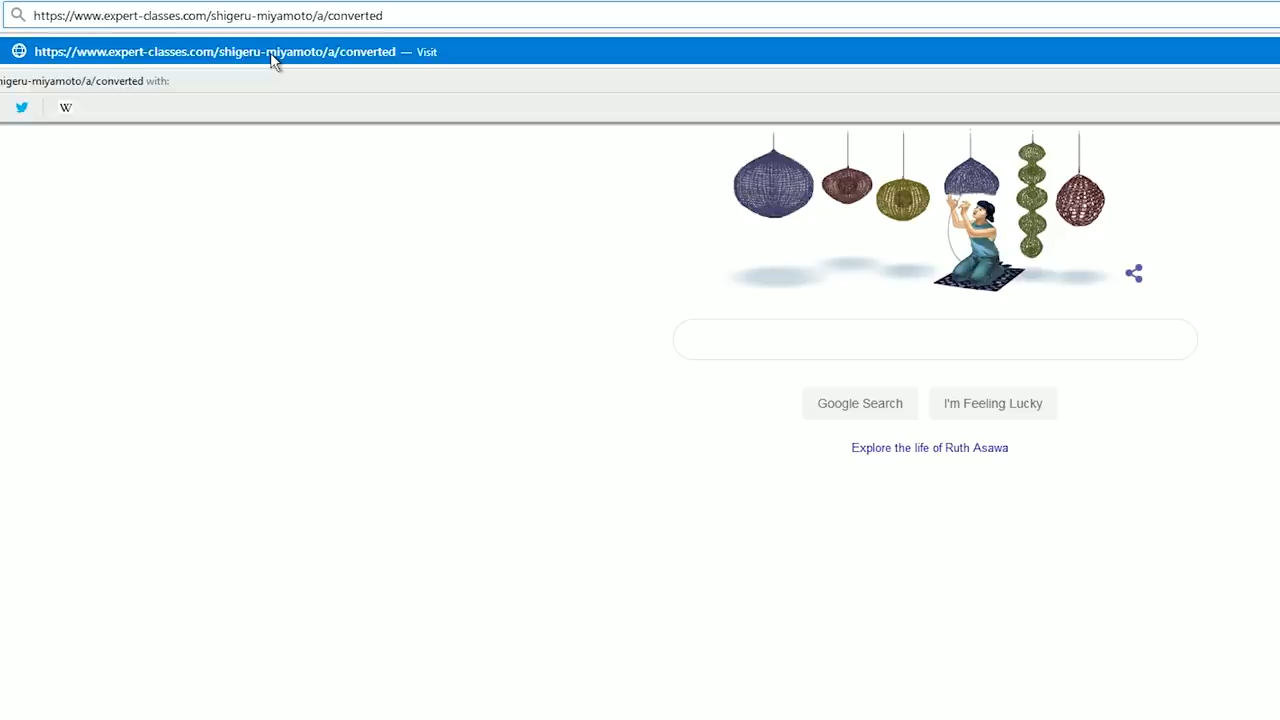 https://www.expert-classes.com/shigeru-miyamoto/a/converted
https://www.expert-classes.com/shigeru-miyamoto/a/converted — Visit
higeru-miyamoto/a/converted with:
W
Google Search I'm Feeling Lucky
Explore the life of Ruth Asawa